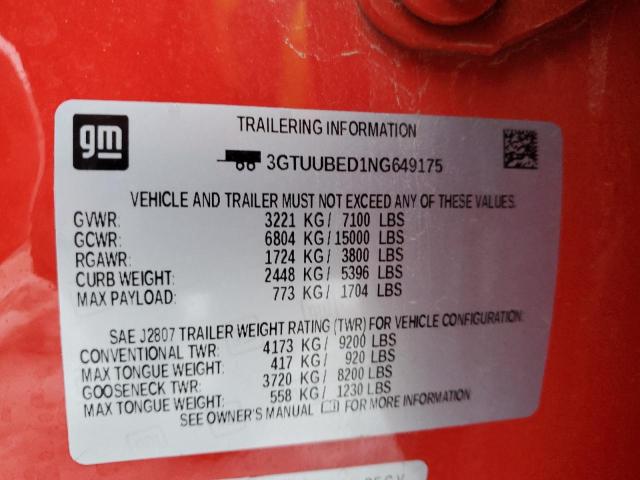 gm
TRAILERING INFORMATION
3GTUUBED1NG649175
VEHICLE AND TRAILER MUST NOT EXCEED ANY OF THESE VALUES.
GVWR: 3221 KG/ 7100 LBS
GCWR: 6804 KG/15000 LBS
RGAWR: 1724 KG/ 3800 LBS
CURB WEIGHT: 2448 KG/ 5396 LBS
MAX PAYLOAD: 773 KG/ 1704 LBS
SAE J2807 TRAILER WEIGHT RATING (TWR) FOR VEHICLE CONFIGURATION:
CONVENTIONAL TWR: 4173 KG/ 9200 LBS
MAX TONGUE WEIGHT: 417 KG/ 920 LBS
GOOSENECK TWR: 3720 KG/ 8200 LBS
MAX TONGUE WEIGHT: 558 KG/ 1230 LBS
SEE OWNER'S MANUAL FOR MORE INFORMATION